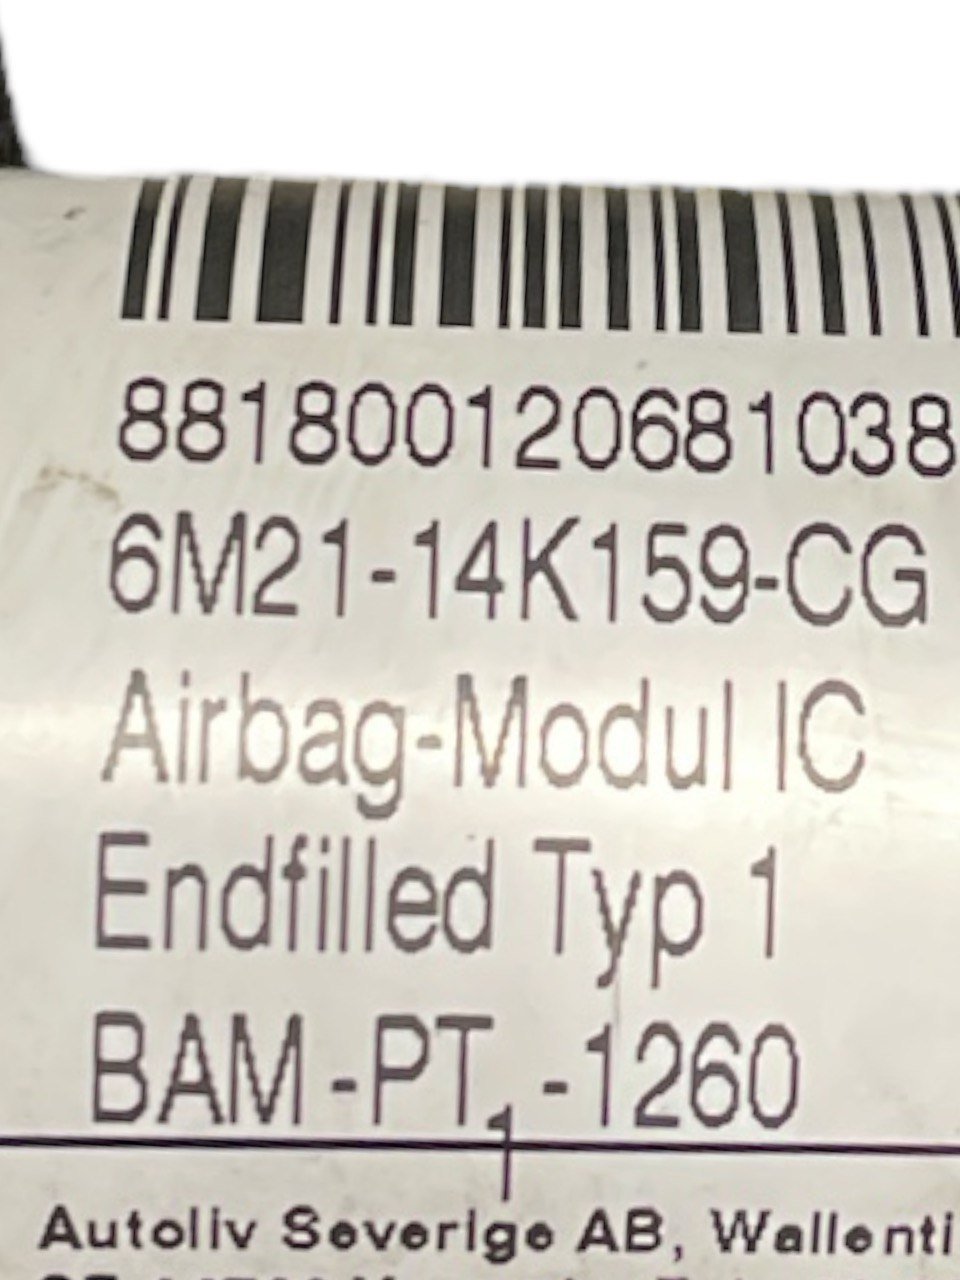 881800120681038
6M21-14K159-CG
Airbag-Modul IC
Endfilled Typ 1
BAM-PT1-1260
Autoliv Severige AB, Wallenti